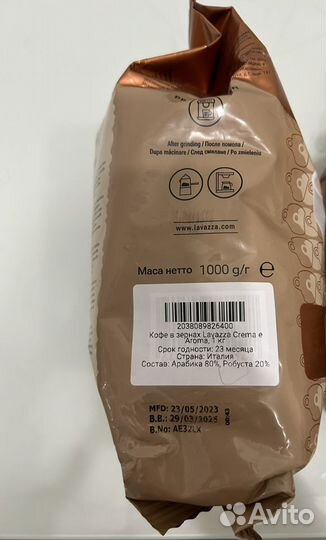 After grinding / После помола /
Dupa măcinare / След смилане / Po zmieleniu
www.lavazza.com
Маса нетто 1000 g/г ℮
2038089826400
Кофе в зернах Lavazza Crema e
Aroma, 1 кг
Срок годности: 23 месяца
Страна: Италия
Состав: Арабика 80%, Робуста 20%
MFD: 23/05/2023
B.B.: 29/03/2025
B.No: AE32LX
Avito